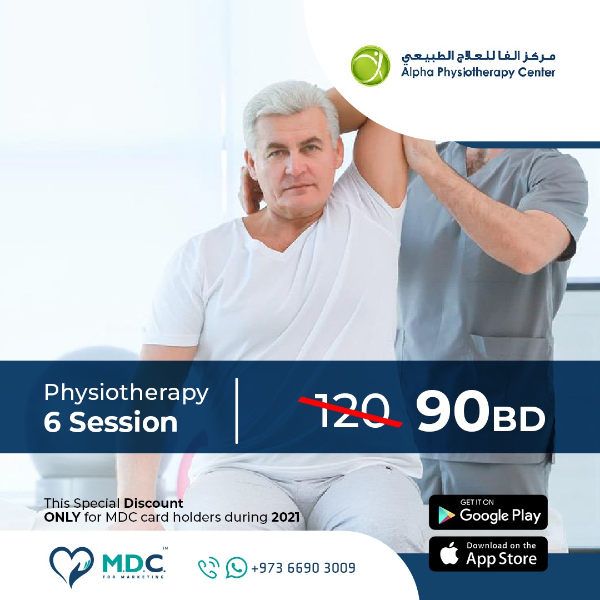 مركز الفا للعلاج الطبيعي
Alpha Physiotherapy Center
Physiotherapy
6 Session
120 90BD
This Special Discount
ONLY for MDC card holders during 2021
M.D.C.™
FOR MARKETING
+973 6690 3009
GET IT ON
Google Play
Download on the
App Store